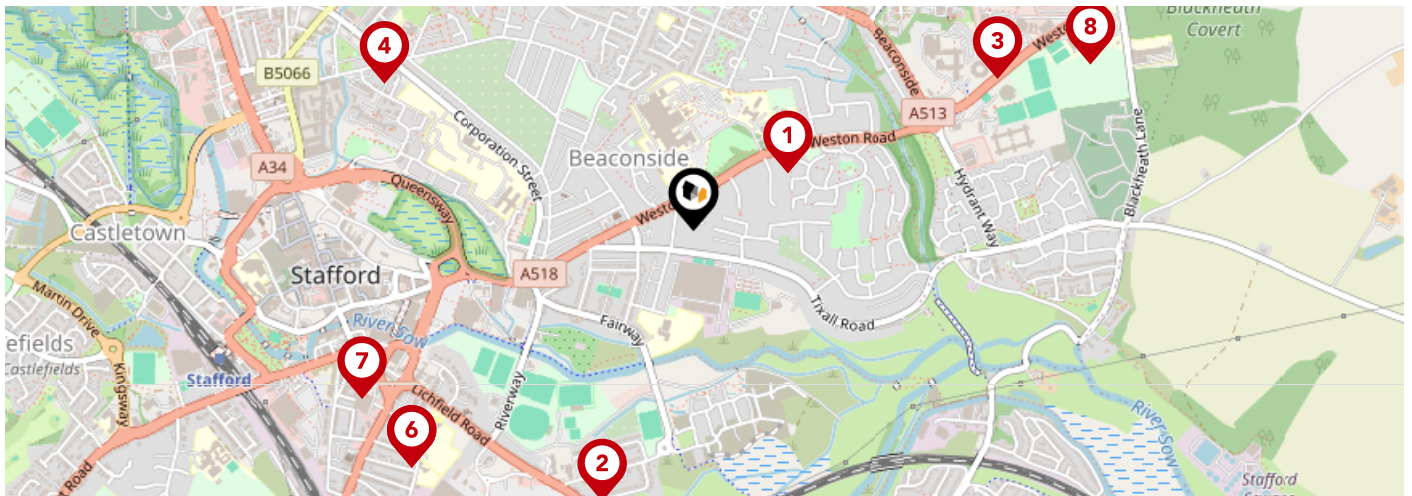 Blackheath
Covert
4
3
Westo
8
B5066
Beaconside
A513
Corporation Street
1
Weston Road
Beaconside
Blackheath Lane
A34
Queensway
Westo
Hydrant Way
Castletown
Stafford
A518
Martin Drive
Tixall Road
River Sow
Fairway
efields
Castlefields
7
Stafford
Kingsway
Lichfield Road
Riverway
6
River Sow
2
t Road
Stafford